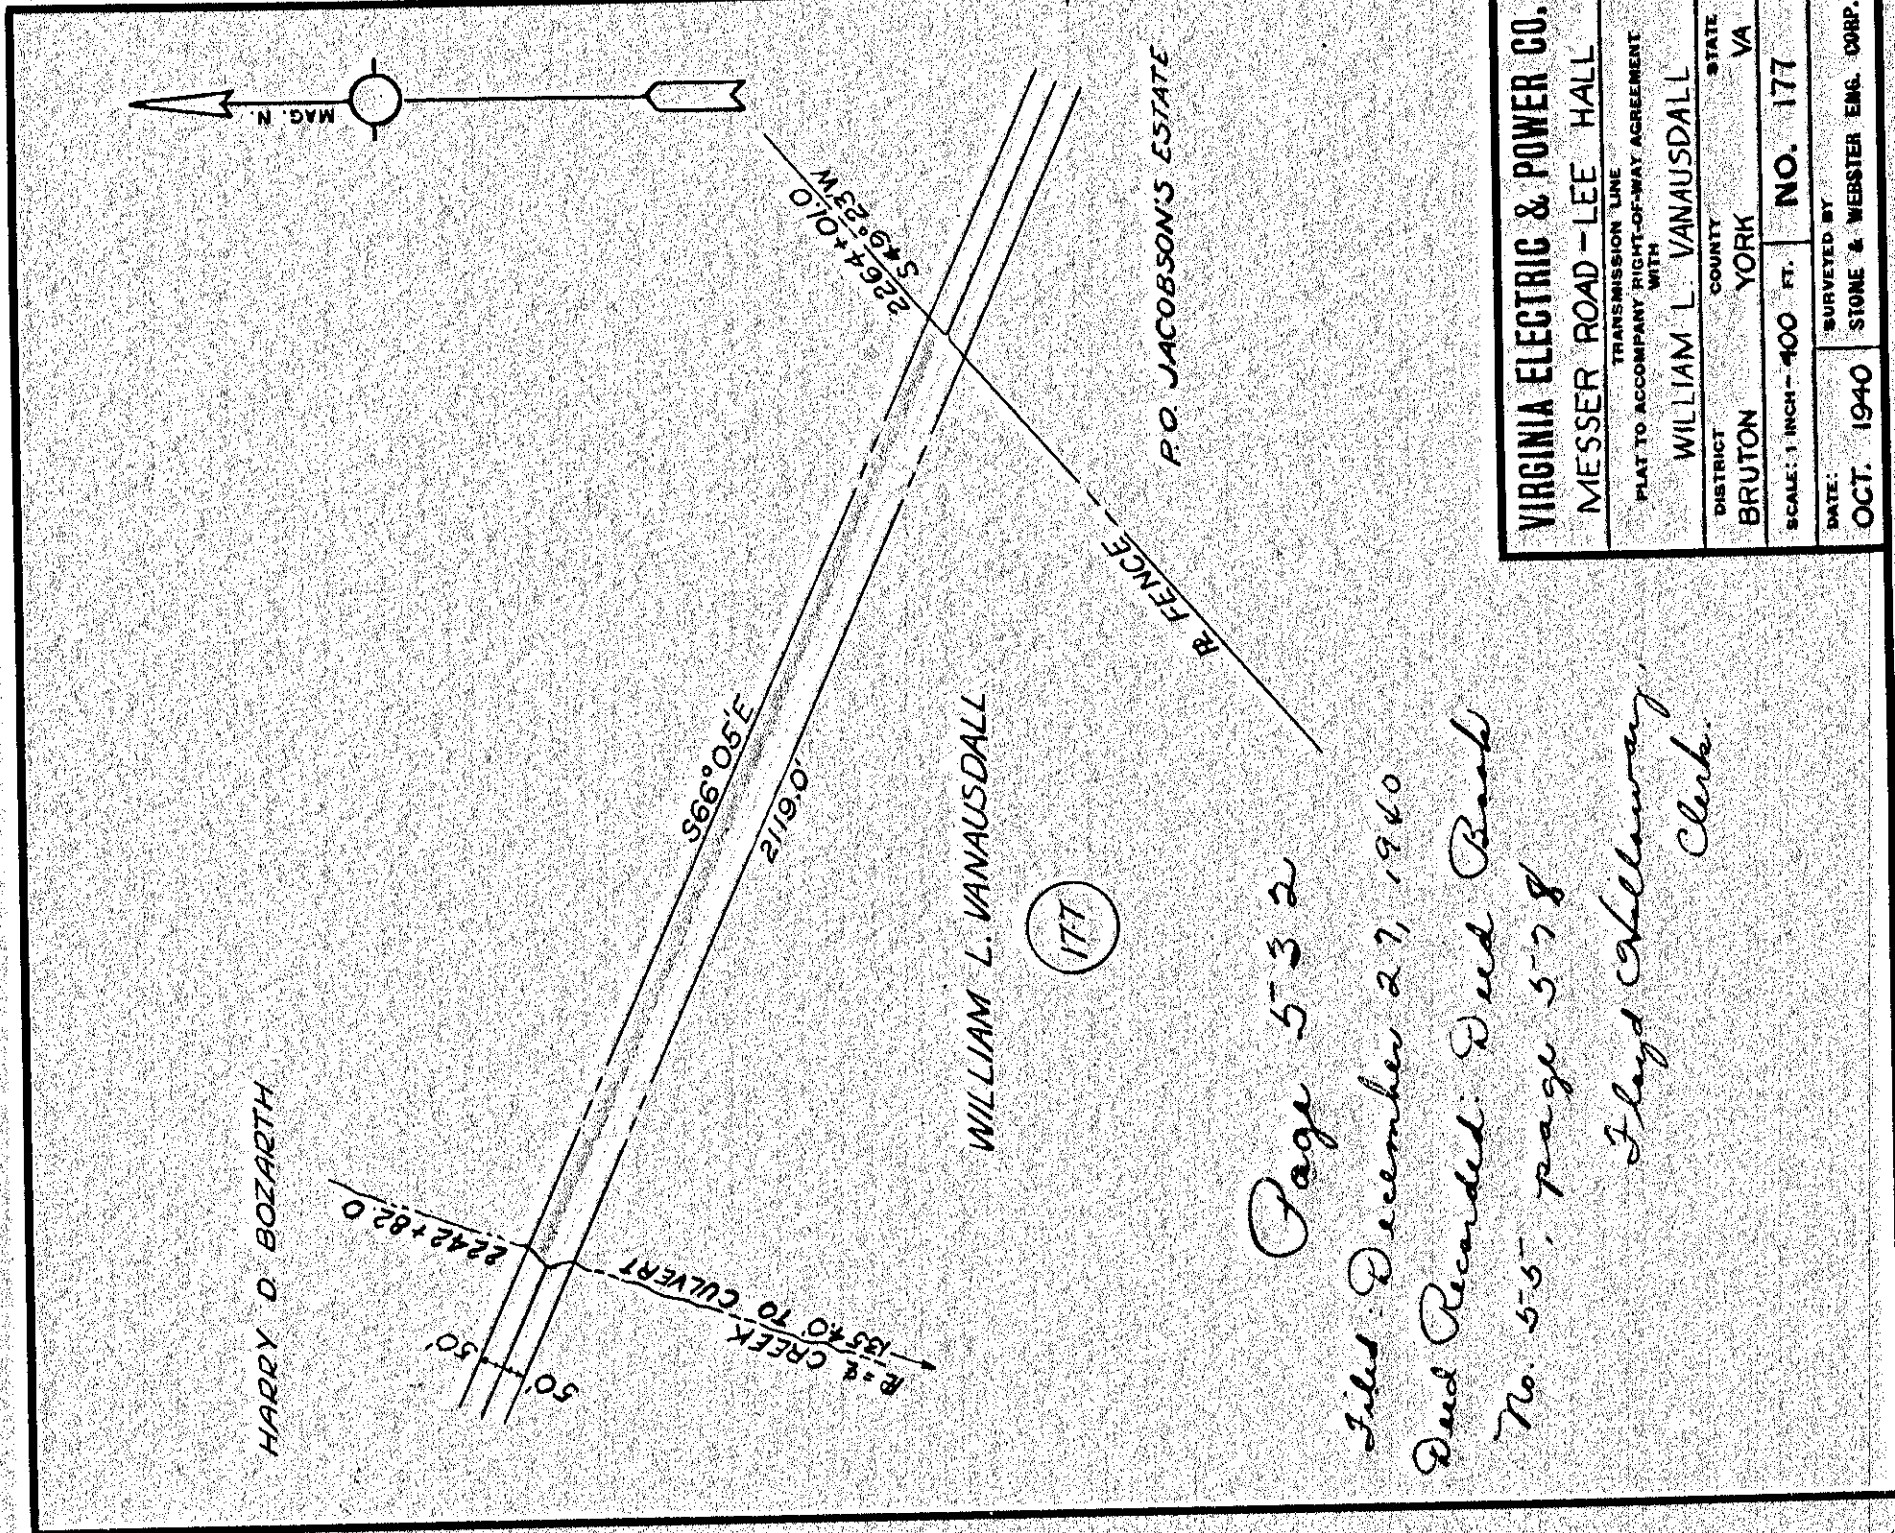 HARRY D. BOZARTH
MAG. N.
2242+82.0
50'
50'
CREEK
1354.0' TO CULVERT
S66°05'E
2119.0'
2264+01.0
S49°23'W
WILLIAM L. VANAUSDALL
177
P.O. JACOBSON'S ESTATE
FENCE
Page 532
Filed: December 27, 1940
Deed Recorded: Deed Book
No. 55, page 578
Floyd Holloway,
Clerk.
VIRGINIA ELECTRIC & POWER CO.
MESSER ROAD-LEE HALL
TRANSMISSION LINE
PLAT TO ACCOMPANY RIGHT-OF-WAY AGREEMENT
WITH
WILLIAM L. VANAUSDALL
DISTRICT COUNTY STATE
BRUTON YORK VA
SCALE: 1 INCH-400 FT. NO. 177
DATE: SURVEYED BY
OCT. 1940 STONE & WEBSTER ENG. CORP.